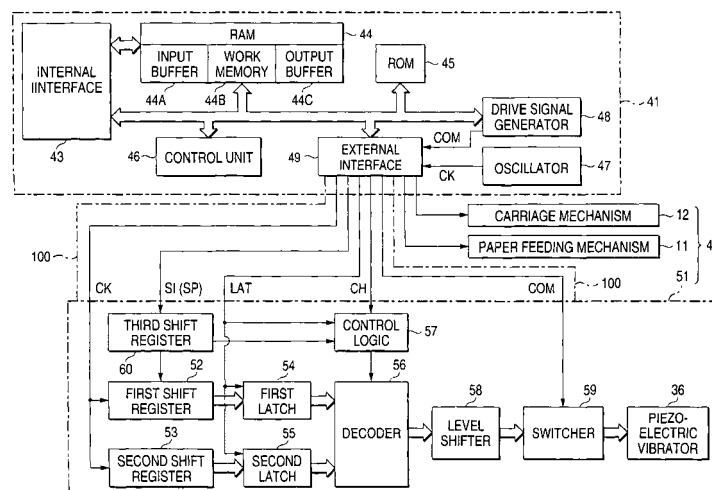 RAM
44
INTERNAL
IINTERFACE
INPUT
BUFFER
WORK
MEMORY
OUTPUT
BUFFER
44A
44B
44C
ROM
45
41
43
46
CONTROL UNIT
49
EXTERNAL
INTERFACE
COM
CK
DRIVE SIGNAL
GENERATOR
48
OSCILLATOR
47
CARRIAGE MECHANISM
12
PAPER FEEDING MECHANISM
11
4
100
100
51
CK
SI (SP)
LAT
CH
COM
THIRD SHIFT
REGISTER
60
CONTROL
LOGIC
57
52
FIRST SHIFT
REGISTER
54
FIRST
LATCH
56
DECODER
58
LEVEL
SHIFTER
59
SWITCHER
36
PIEZO-
ELECTRIC
VIBRATOR
53
SECOND SHIFT
REGISTER
55
SECOND
LATCH